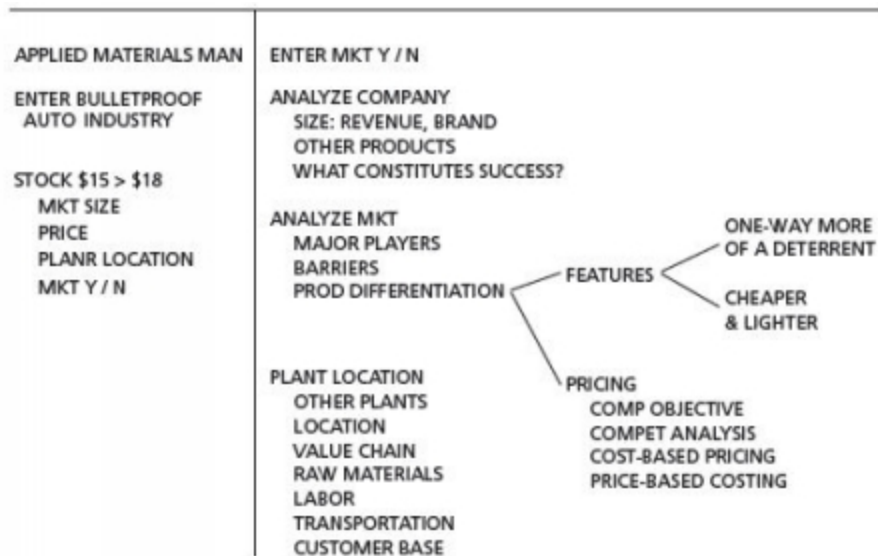 APPLIED MATERIALS MAN
ENTER BULLETPROOF
AUTO INDUSTRY
STOCK $15 > $18
MKT SIZE
PRICE
PLANR LOCATION
MKT Y / N
ENTER MKT Y / N
ANALYZE COMPANY
SIZE: REVENUE, BRAND
OTHER PRODUCTS
WHAT CONSTITUTES SUCCESS?
ANALYZE MKT
MAJOR PLAYERS
BARRIERS
PROD DIFFERENTIATION
FEATURES
ONE-WAY MORE
OF A DETERRENT
CHEAPER
& LIGHTER
PRICING
COMP OBJECTIVE
COMPET ANALYSIS
COST-BASED PRICING
PRICE-BASED COSTING
PLANT LOCATION
OTHER PLANTS
LOCATION
VALUE CHAIN
RAW MATERIALS
LABOR
TRANSPORTATION
CUSTOMER BASE